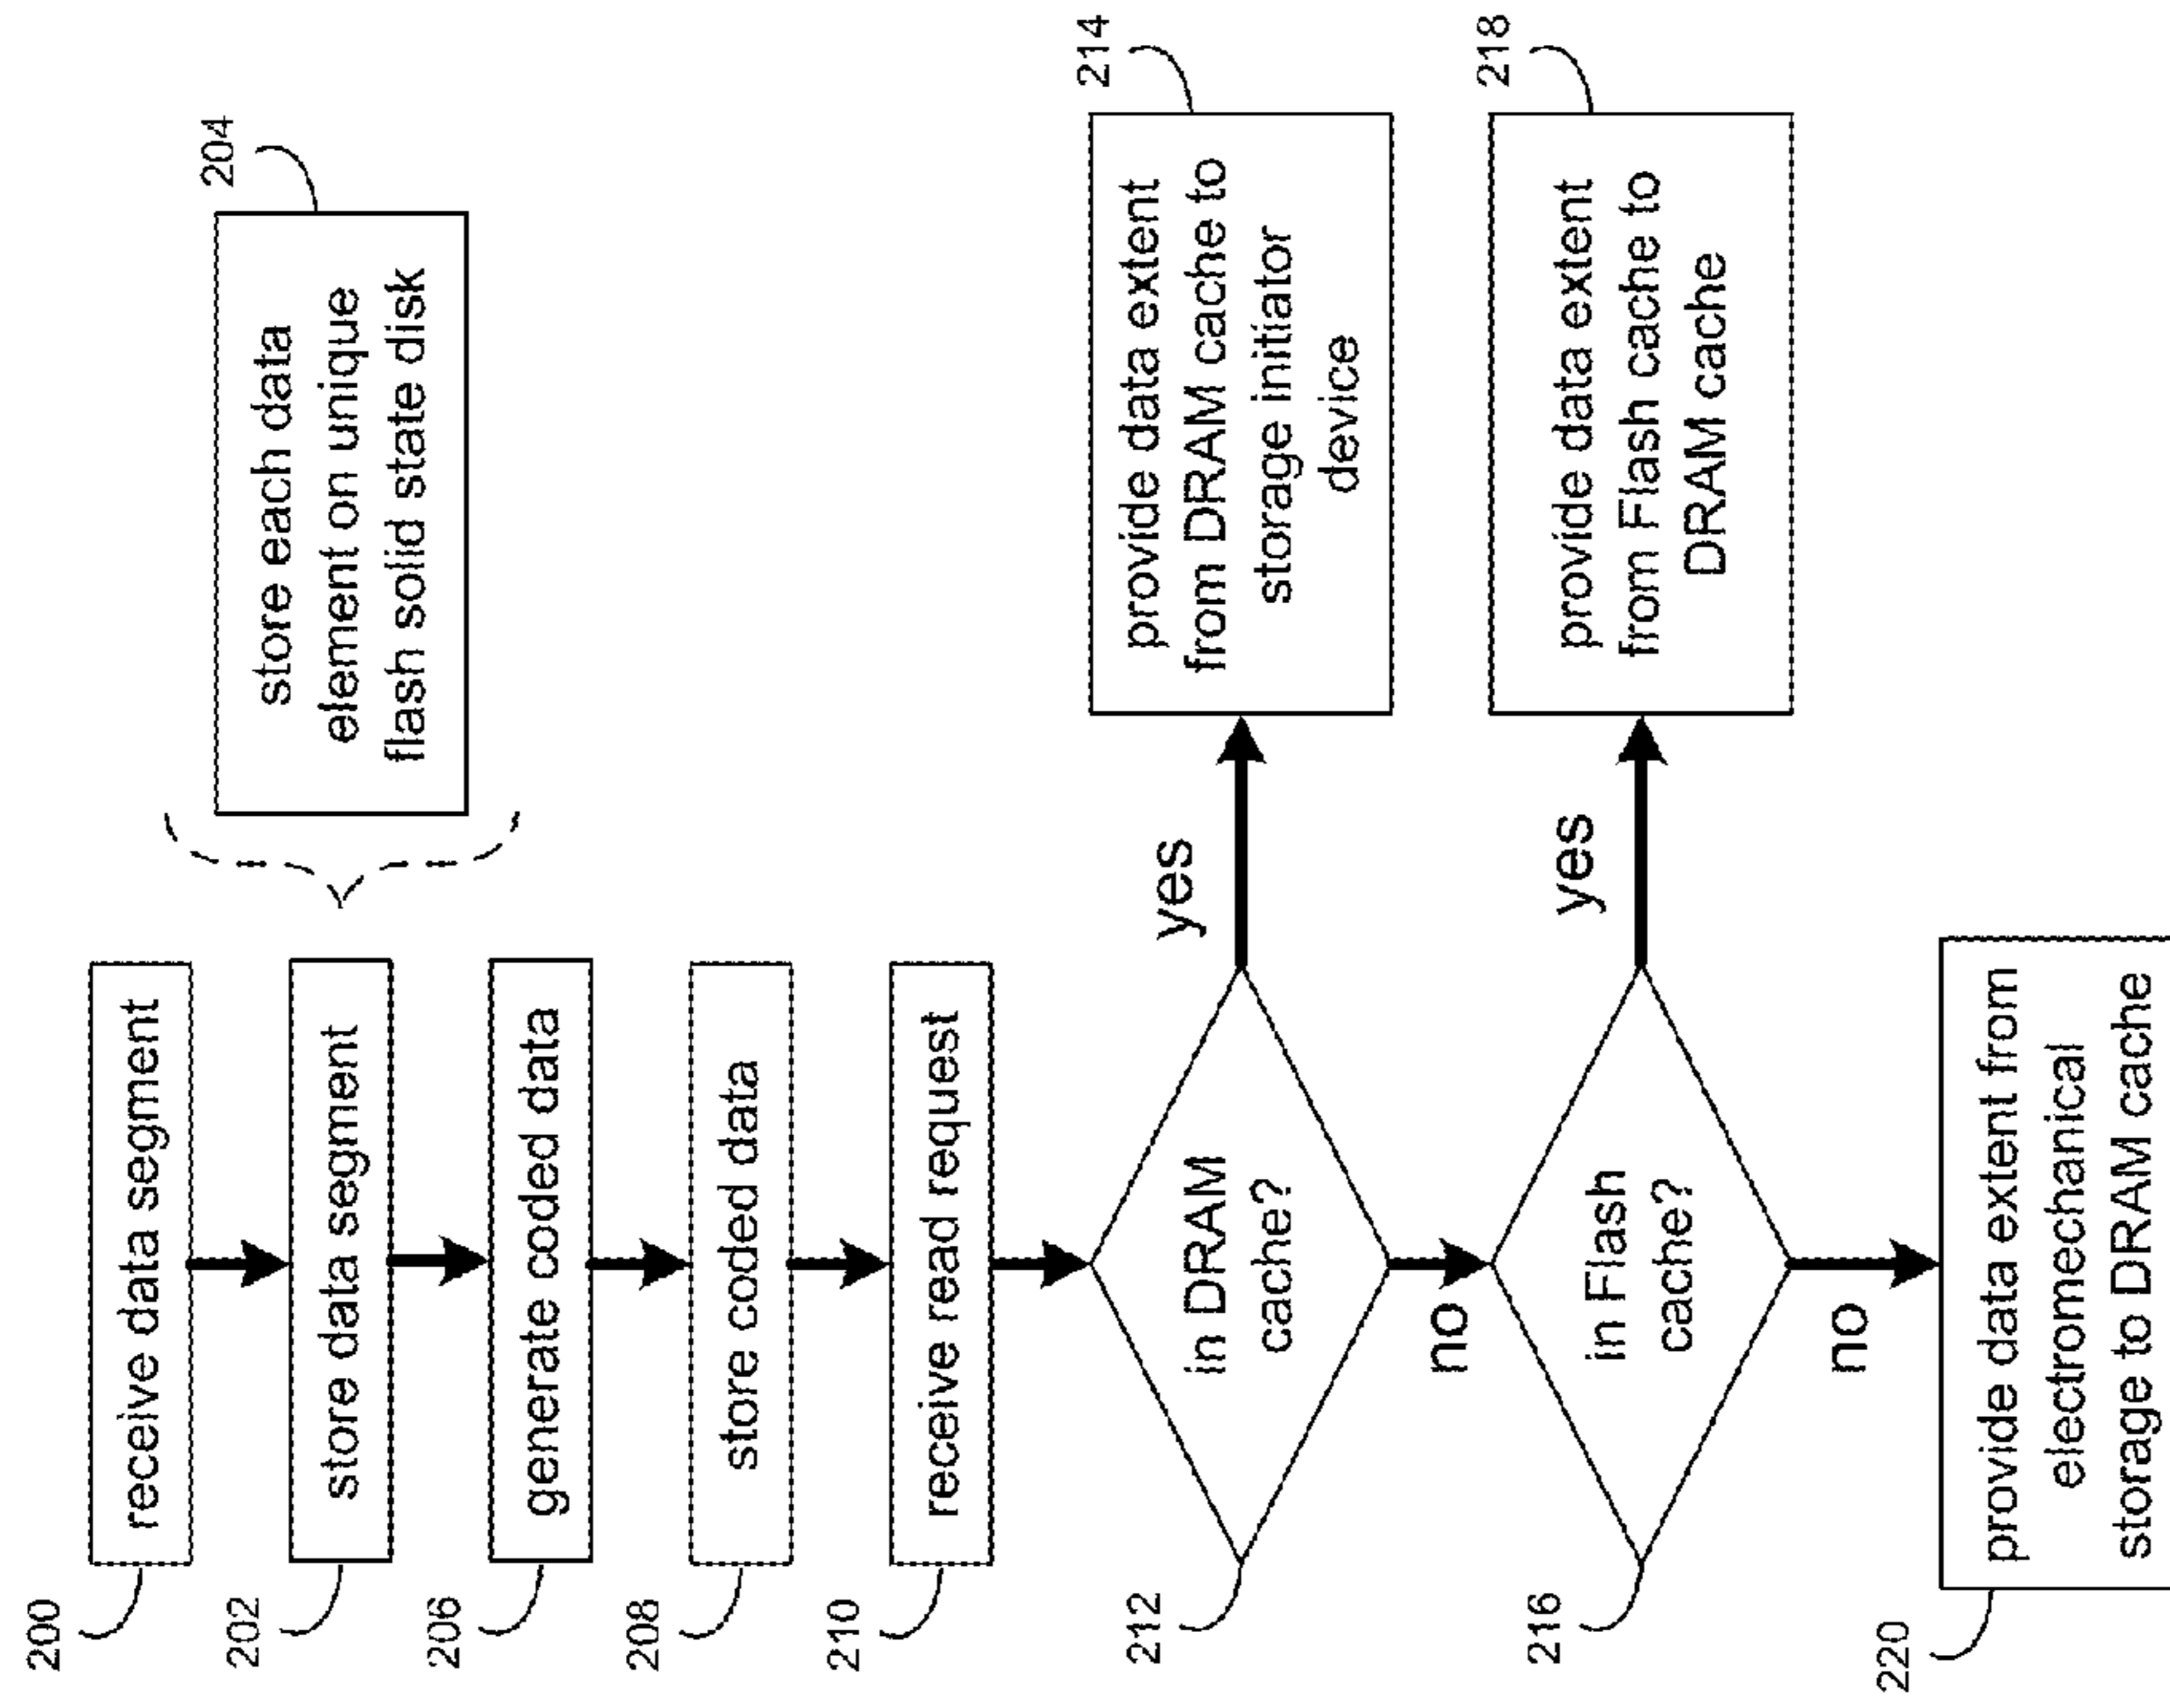 200
receive data segment
202
store data segment
204
store each data
element on unique
flash solid state disk
206
generate coded data
208
store coded data
210
receive read request
212
in DRAM
cache?
yes
214
provide data extent
from DRAM cache to
storage initiator
device
no
216
in Flash
cache?
yes
218
provide data extent
from Flash cache to
DRAM cache
no
220
provide data extent from
electromechanical
storage to DRAM cache